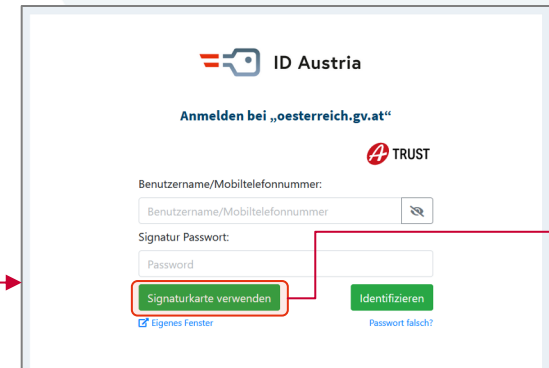 ID Austria
Anmelden bei „oesterreich.gv.at“
A TRUST
Benutzername/Mobiltelefonnummer:
Benutzername/Mobiltelefonnummer
Signatur Passwort:
Password
Signaturkarte verwenden Identifizieren
Eigenes Fenster Passwort falsch?